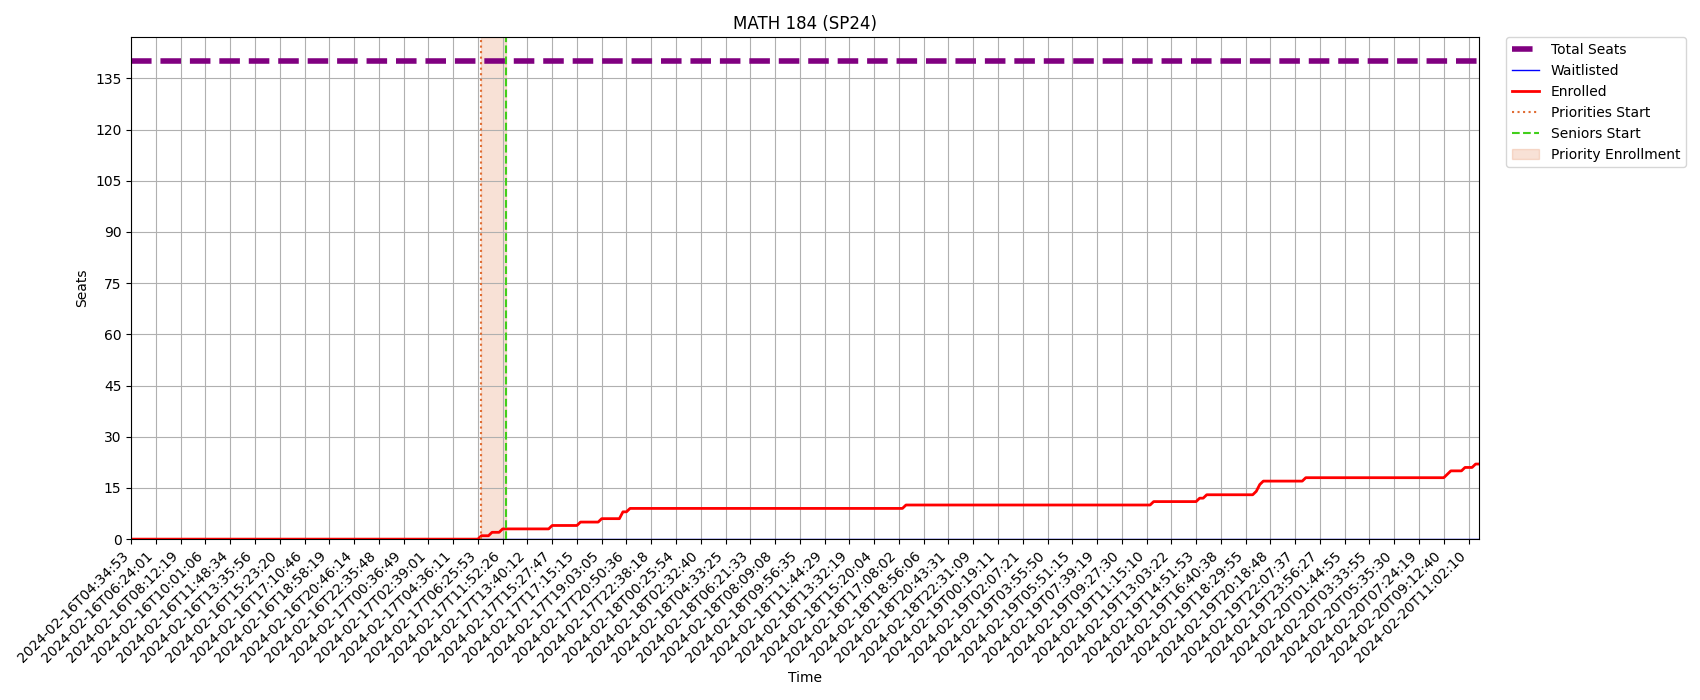 MATH 184 (SP24)
Total Seats
Waitlisted
Enrolled
Priorities Start
Seniors Start
Priority Enrollment
Seats
135
120
105
90
75
60
45
30
15
0
2024-02-16T04:34:53
2024-02-16T06:24:01
2024-02-16T08:12:19
2024-02-16T10:01:06
2024-02-16T11:48:34
2024-02-16T13:35:56
2024-02-16T15:23:20
2024-02-16T17:10:46
2024-02-16T18:58:19
2024-02-16T20:46:14
2024-02-16T22:35:48
2024-02-17T00:36:49
2024-02-17T02:39:01
2024-02-17T04:36:11
2024-02-17T06:25:53
2024-02-17T11:52:26
2024-02-17T13:40:12
2024-02-17T15:27:47
2024-02-17T17:15:15
2024-02-17T19:03:05
2024-02-17T20:50:36
2024-02-17T22:38:18
2024-02-18T00:25:54
2024-02-18T02:32:40
2024-02-18T04:33:25
2024-02-18T06:21:33
2024-02-18T08:09:08
2024-02-18T09:56:35
2024-02-18T11:44:29
2024-02-18T13:32:19
2024-02-18T15:20:04
2024-02-18T17:08:02
2024-02-18T18:56:06
2024-02-18T20:43:31
2024-02-18T22:31:09
2024-02-19T00:19:11
2024-02-19T02:07:21
2024-02-19T03:55:50
2024-02-19T05:51:15
2024-02-19T07:39:19
2024-02-19T09:27:30
2024-02-19T11:15:10
2024-02-19T13:03:22
2024-02-19T14:51:53
2024-02-19T16:40:38
2024-02-19T18:29:55
2024-02-19T20:18:48
2024-02-19T22:07:37
2024-02-19T23:56:27
2024-02-20T01:44:55
2024-02-20T03:33:55
2024-02-20T05:35:30
2024-02-20T07:24:19
2024-02-20T09:12:40
2024-02-20T11:02:10
Time